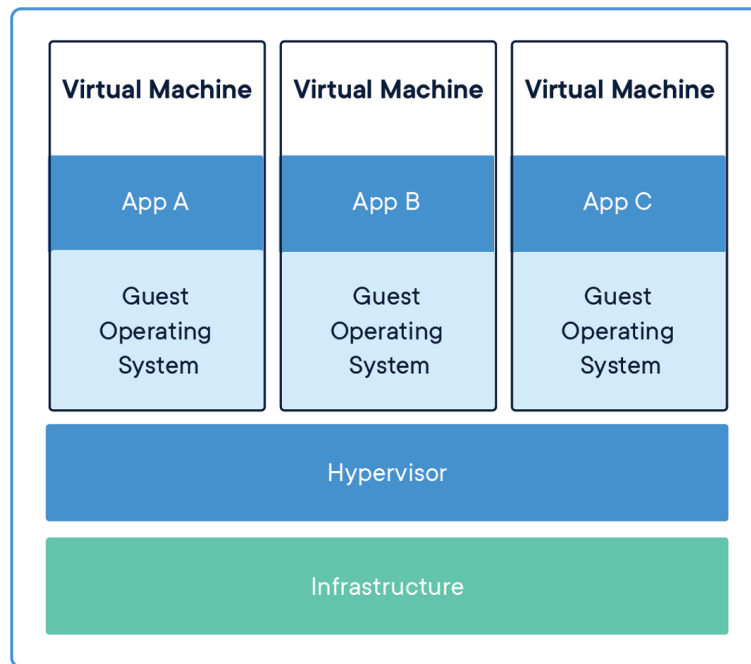 Virtual Machine
Virtual Machine
Virtual Machine
App A
App B
App C
Guest
Operating
System
Guest
Operating
System
Guest
Operating
System
Hypervisor
Infrastructure